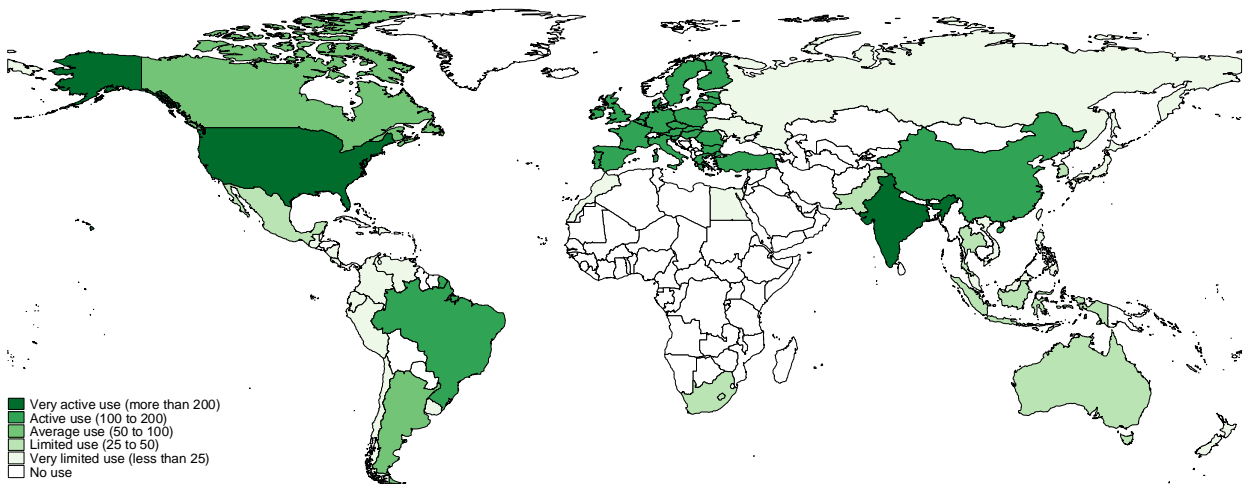 Very active use (more than 200)
Active use (100 to 200)
Average use (50 to 100)
Limited use (25 to 50)
Very limited use (less than 25)
No use